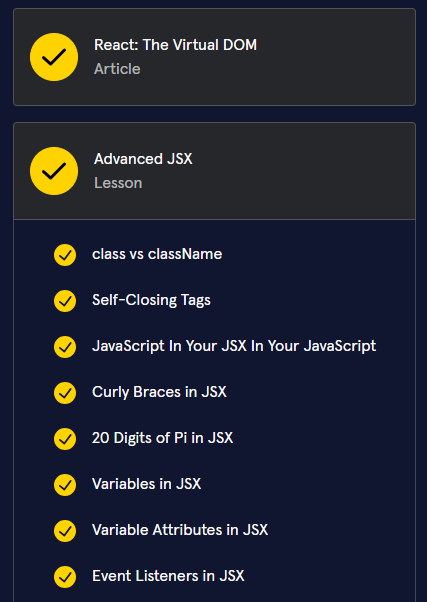 React: The Virtual DOM
Article
Advanced JSX
Lesson
class vs className
Self-Closing Tags
JavaScript In Your JSX In Your JavaScript
Curly Braces in JSX
20 Digits of Pi in JSX
Variables in JSX
Variable Attributes in JSX
Event Listeners in JSX